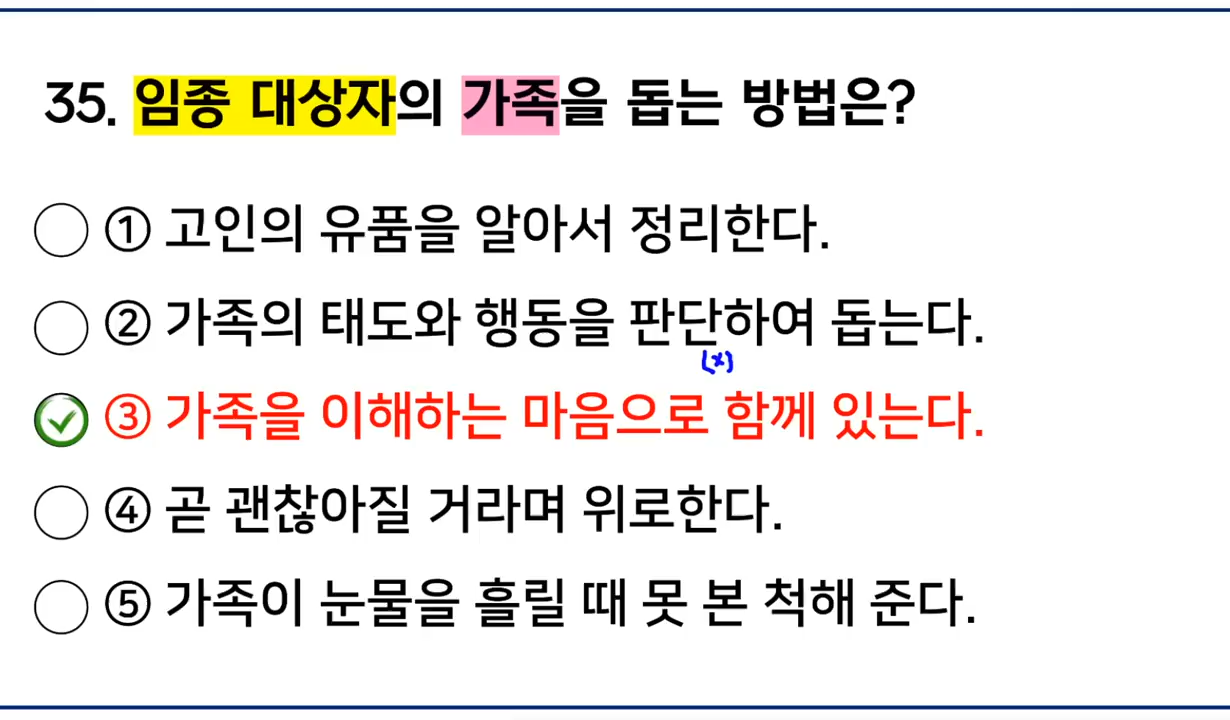 35. 임종 대상자의 가족을 돕는 방법은?
① 고인의 유품을 알아서 정리한다.
② 가족의 태도와 행동을 판단하여 돕는다.
(x)
③ 가족을 이해하는 마음으로 함께 있는다.
④ 곧 괜찮아질 거라며 위로한다.
⑤ 가족이 눈물을 흘릴 때 못 본 척해 준다.